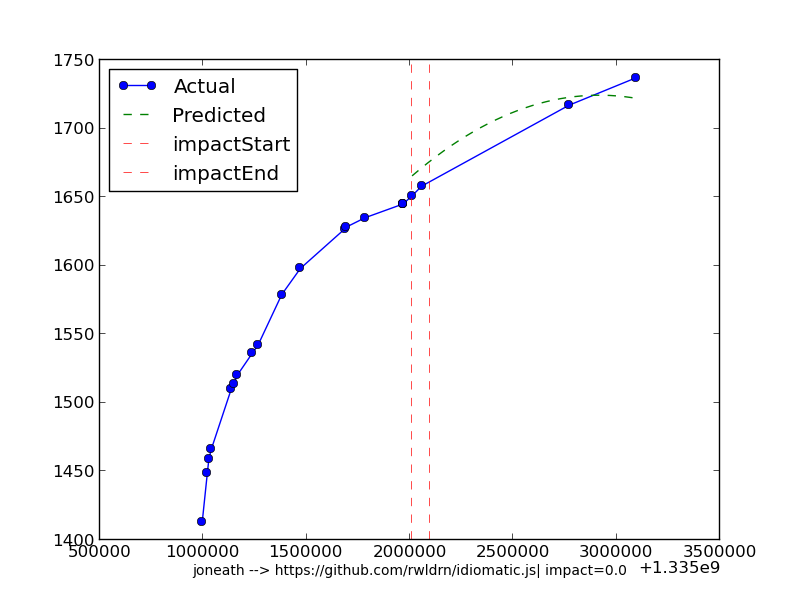 1750
1700
1650
1600
1550
1500
1450
1400
Actual
Predicted
impactStart
impactEnd
500000 1000000 1500000 2000000 2500000 3000000 3500000
joneath --> https://github.com/rwldrn/idiomatic.js| impact=0.0 +1.335e9